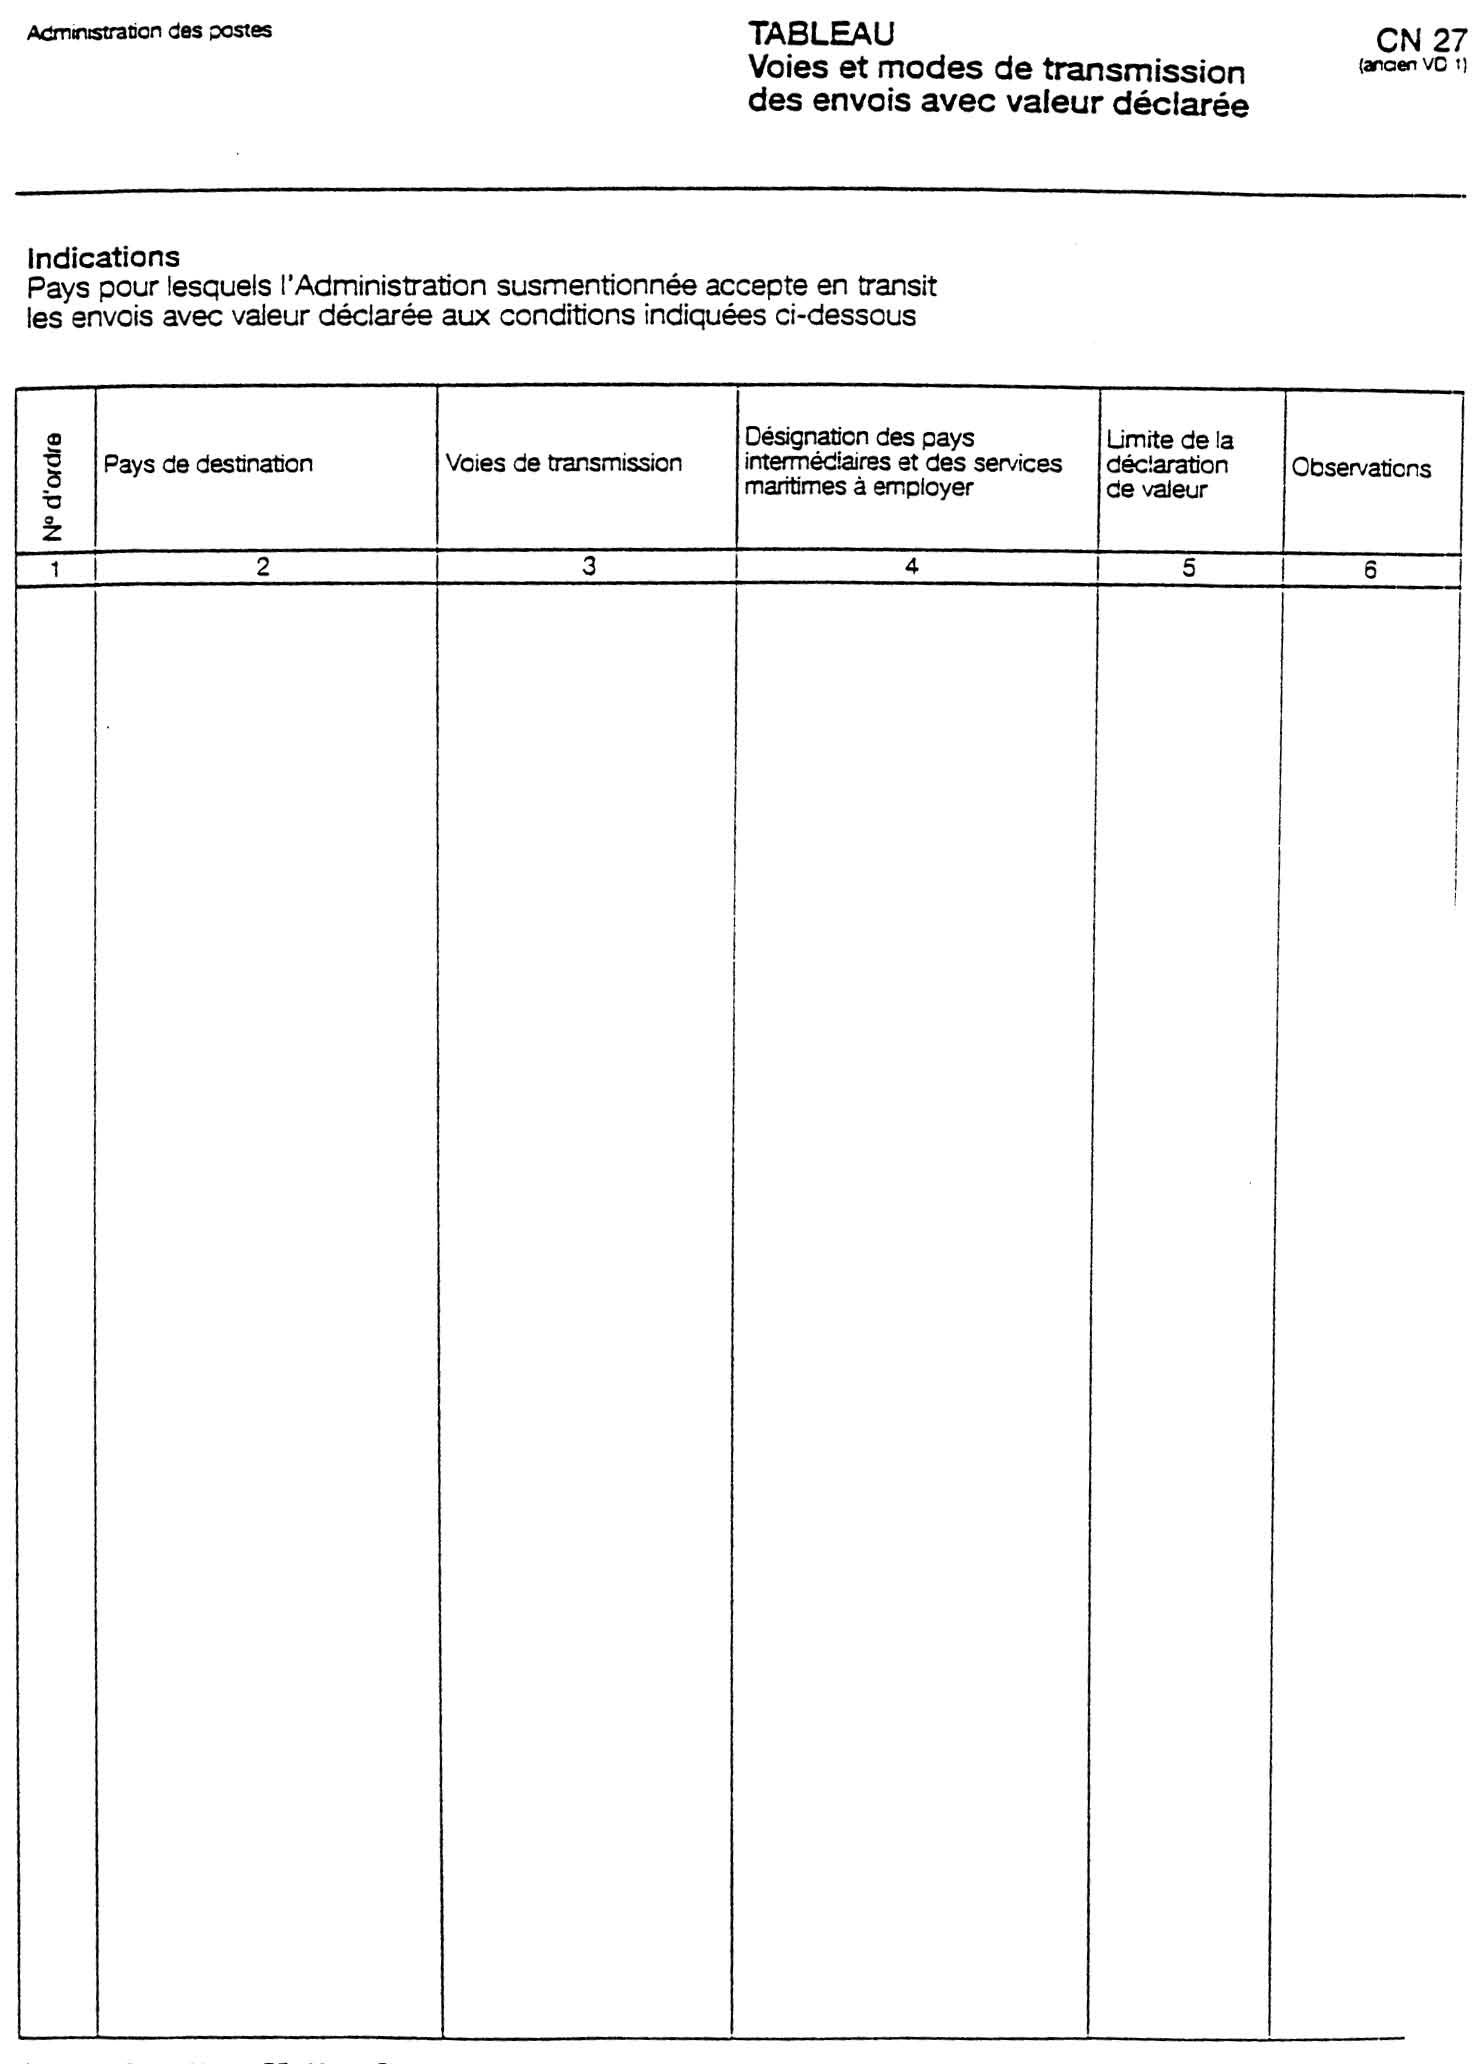 Administration des postes
TABLEAU
Voies et modes de transmission
des envois avec valeur déclarée
CN 27
(ancien VD 1)
Indications
Pays pour lesquels l'Administration susmentionnée accepte en transit
les envois avec valeur déclarée aux conditions indiquées ci-dessous
Nº d'ordre
Pays de destination
Voies de transmission
Désignation des pays
intermédiaires et des services
maritimes à employer
Limite de la
déclaration
de valeur
Observations
1 2 3 4 5 6